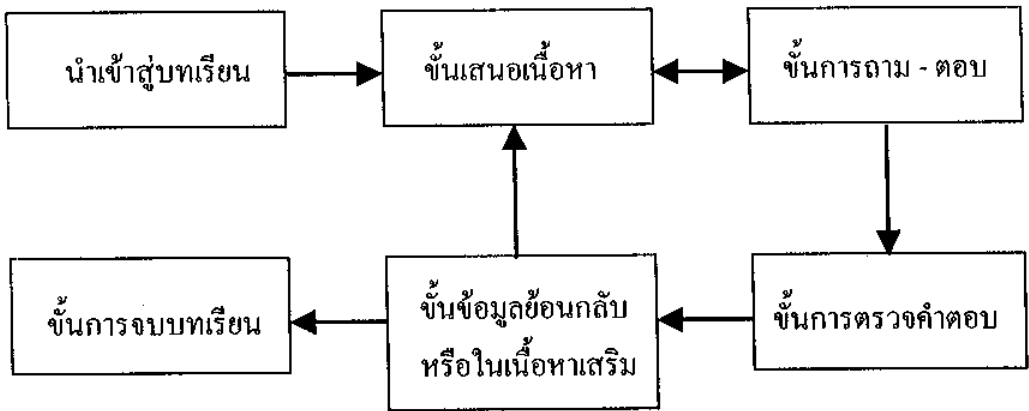 นำเข้าสู่บทเรียน
ขั้นเสนอเนื้อหา
ขั้นการถาม - ตอบ
ขั้นการจบบทเรียน
ขั้นข้อมูลย้อนกลับ
หรือในเนื้อหาเสริม
ขั้นการตรวจคำตอบ